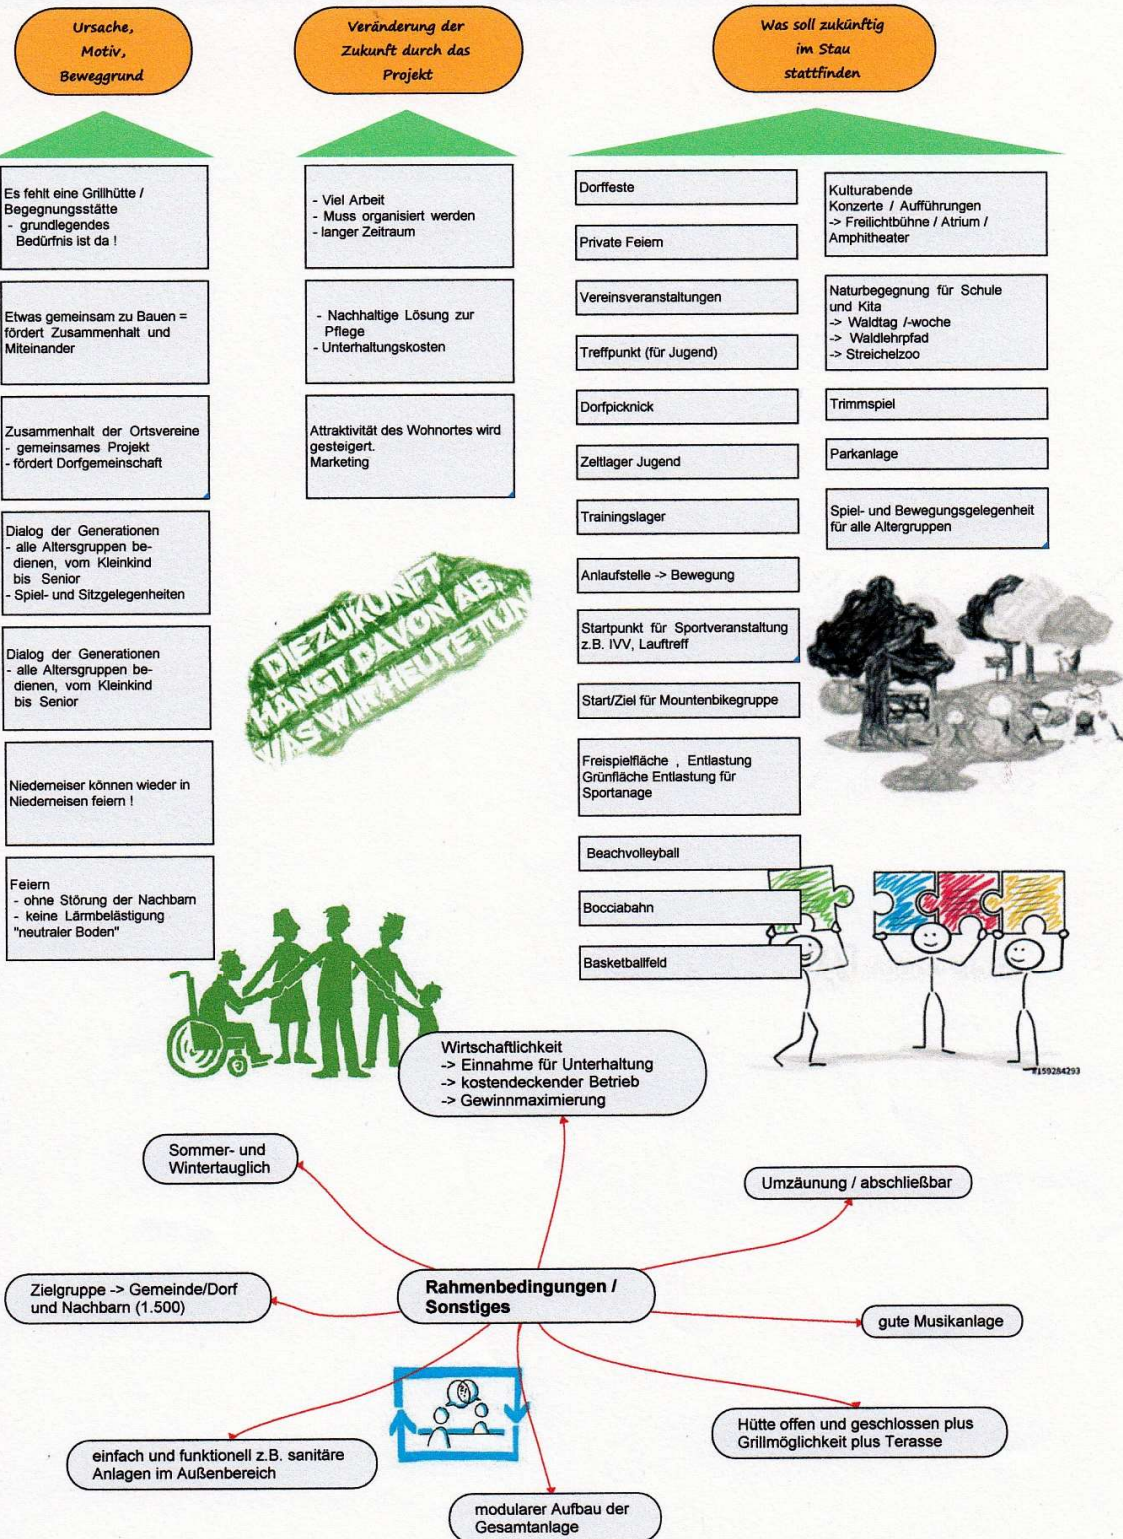 Ursache,
Motiv,
Beweggrund
Veränderung der
Zukunft durch das
Projekt
Was soll zukünftig
im Stau
stattfinden
Es fehlt eine Grillhütte /
Begegnungsstätte
- grundlegendes
Bedürfnis ist da !
Etwas gemeinsam zu Bauen =
fördert Zusammenhalt und
Miteinander
Zusammenhalt der Ortsvereine
- gemeinsames Projekt
- fördert Dorfgemeinschaft
Dialog der Generationen
- alle Altersgruppen be-
dienen, vom Kleinkind
bis Senior
- Spiel- und Sitzgelegenheiten
Dialog der Generationen
- alle Altersgruppen be-
dienen, vom Kleinkind
bis Senior
Niederneiser können wieder in
Niederneisen feiern !
Feiern
- ohne Störung der Nachbarn
- keine Lärmbelästigung
"neutraler Boden"
- Viel Arbeit
- Muss organisiert werden
- langer Zeitraum
- Nachhaltige Lösung zur
Pflege
- Unterhaltungskosten
Attraktivität des Wohnortes wird
gesteigert.
Marketing
DIE ZUKUNFT
HÄNGT DAVON AB,
WAS WIR HEUTE TUN
Dorffeste
Private Feiern
Vereinsveranstaltungen
Treffpunkt (für Jugend)
Dorfpicknick
Zeltlager Jugend
Trainingslager
Anlaufstelle -> Bewegung
Startpunkt für Sportveranstaltung
z.B. IVV, Lauftreff
Start/Ziel für Mountenbikegruppe
Freispielfläche , Entlastung
Grünfläche Entlastung für
Sportanage
Beachvolleyball
Bocciabahn
Basketballfeld
Kulturabende
Konzerte / Aufführungen
-> Freilichtbühne / Atrium /
Amphitheater
Naturbegegnung für Schule
und Kita
-> Waldtag /-woche
-> Waldlehrpfad
-> Streichelzoo
Trimmspiel
Parkanlage
Spiel- und Bewegungsgelegenheit
für alle Altergruppen
#159284293
Wirtschaftlichkeit
-> Einnahme für Unterhaltung
-> kostendeckender Betrieb
-> Gewinnmaximierung
Sommer- und
Wintertauglich
Umzäunung / abschließbar
Zielgruppe -> Gemeinde/Dorf
und Nachbarn (1.500)
Rahmenbedingungen /
Sonstiges
gute Musikanlage
einfach und funktionell z.B. sanitäre
Anlagen im Außenbereich
Hütte offen und geschlossen plus
Grillmöglichkeit plus Terasse
modularer Aufbau der
Gesamtanlage